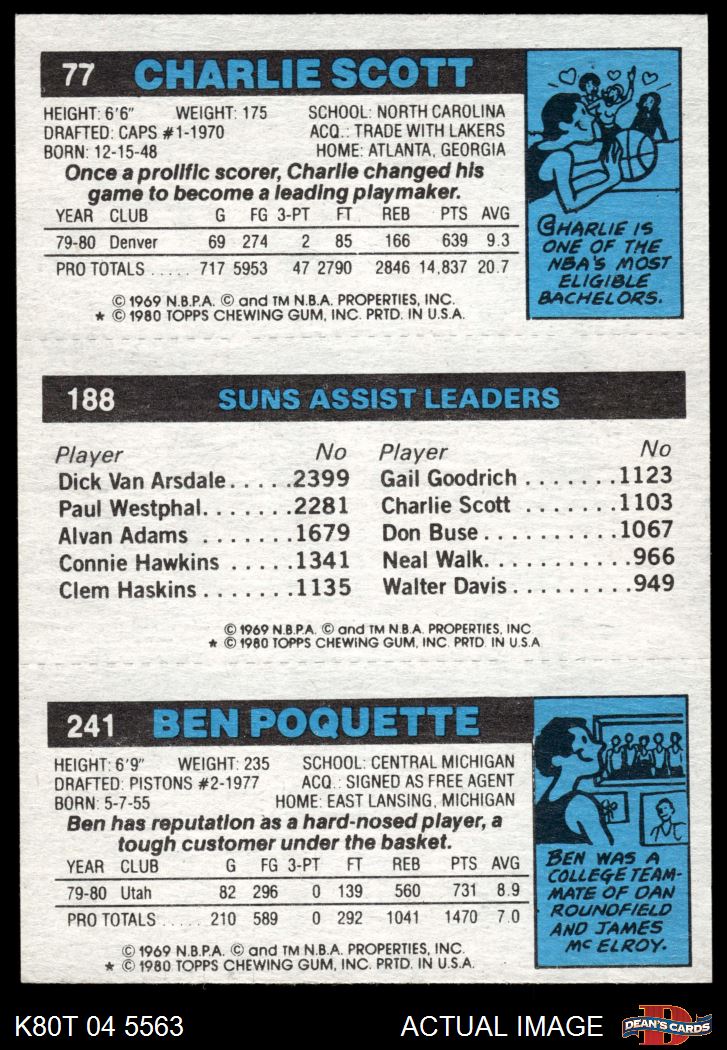 77 CHARLIE SCOTT
HEIGHT: 6'6" WEIGHT: 175 SCHOOL: NORTH CAROLINA
DRAFTED: CAPS #1-1970 ACQ.: TRADE WITH LAKERS
BORN: 12-15-48 HOME: ATLANTA, GEORGIA
Once a prolific scorer, Charlie changed his
game to become a leading playmaker.
YEAR CLUB G FG 3-PT FT REB PTS AVG
79-80 Denver 69 274 2 85 166 639 9.3
PRO TOTALS ..... 717 5953 47 2790 2846 14,837 20.7
© 1969 N.B.P.A. © and TM N.B.A. PROPERTIES, INC.
* © 1980 TOPPS CHEWING GUM, INC. PRTD. IN U.S.A.
CHARLIE IS
ONE OF THE
NBA'S MOST
ELIGIBLE
BACHELORS.
188 SUNS ASSIST LEADERS
Player No Player No
Dick Van Arsdale.....2399 Gail Goodrich.......1123
Paul Westphal.......2281 Charlie Scott .......1103
Alvan Adams .......1679 Don Buse..........1067
Connie Hawkins .....1341 Neal Walk...........966
Clem Haskins.......1135 Walter Davis.........949
© 1969 N.B.P.A. © and TM N.B.A. PROPERTIES, INC
* © 1980 TOPPS CHEWING GUM, INC. PRTD IN U.S.A
241 BEN POQUETTE
HEIGHT: 6'9" WEIGHT: 235 SCHOOL: CENTRAL MICHIGAN
DRAFTED: PISTONS #2-1977 ACQ.: SIGNED AS FREE AGENT
BORN: 5-7-55 HOME: EAST LANSING, MICHIGAN
Ben has reputation as a hard-nosed player, a
tough customer under the basket.
YEAR CLUB G FG 3-PT FT REB PTS AVG
79-80 Utah 82 296 0 139 560 731 8.9
PRO TOTALS ..... 210 589 0 292 1041 1470 7.0
© 1969 N.B.P.A. © and TM N.B.A. PROPERTIES, INC.
* © 1980 TOPPS CHEWING GUM, INC. PRTD. IN U.S.A.
BEN WAS A
COLLEGE TEAM-
MATE OF DAN
ROUNDFIELD
AND JAMES
MCELROY.
K80T 04 5563 ACTUAL IMAGE
D
DEAN'S CARDS